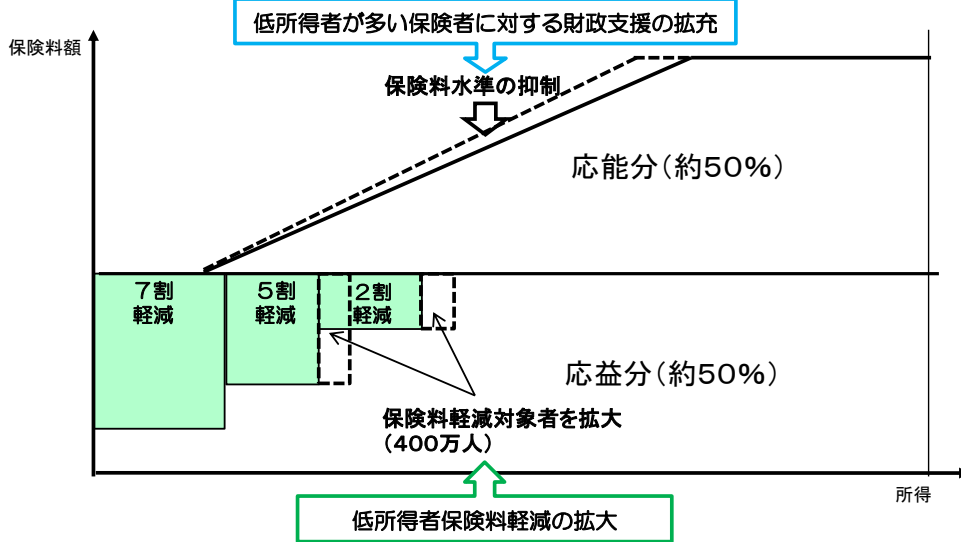 低所得者が多い保険者に対する財政支援の拡充
保険料額
保険料水準の抑制
応能分（約50%）
7割
軽減
5割
軽減
2割
軽減
応益分（約50%）
保険料軽減対象者を拡大
（400万人）
所得
低所得者保険料軽減の拡大